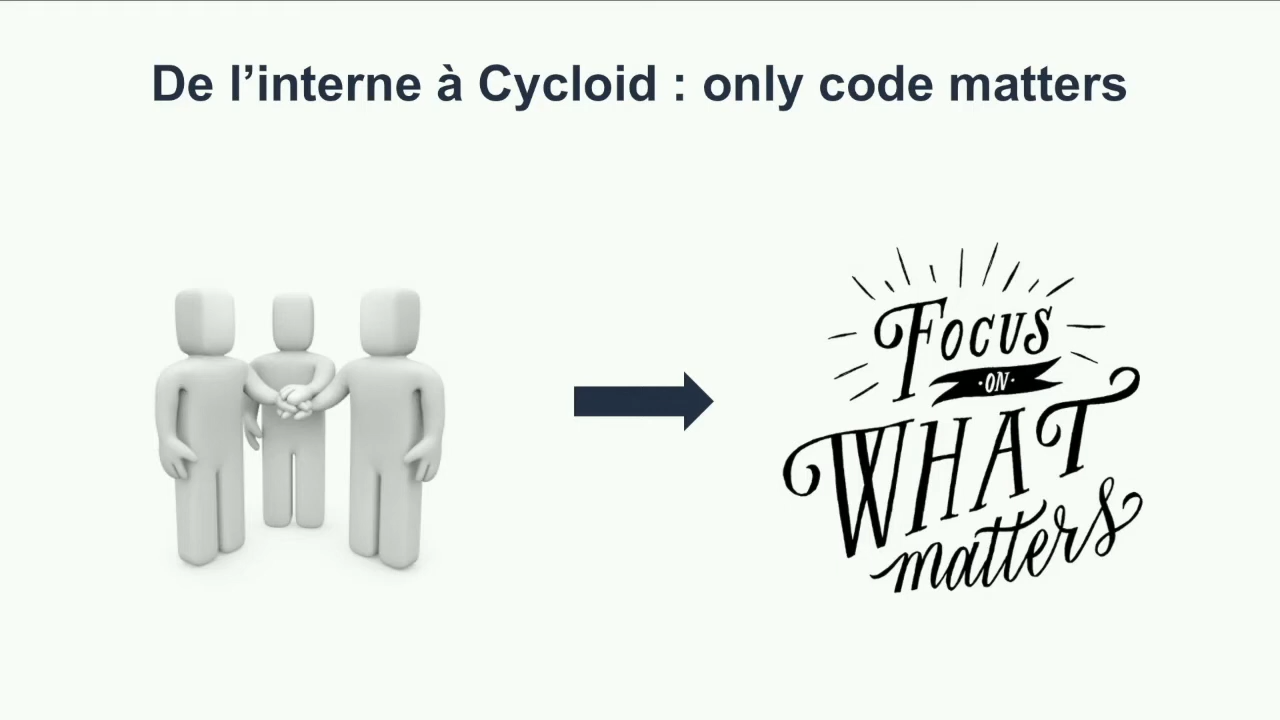 De l’interne à Cycloid : only code matters
Focus
·ON·
WHAT
matters